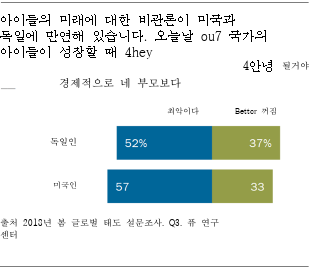 아이들의 미래에 대한 비관론이 미국과
독일에 만연해 있습니다. 오늘날 ou7 국가의
아이들이 성장할 때 4hey
4안녕 될거야
경제적으로 네 부모보다
최악이다 Bettor 꺼짐
독일인 52% 37%
미국인 57 33
출처 2018년 봄 글로벌 태도 설문조사. Q3. 퓨 연구
센터